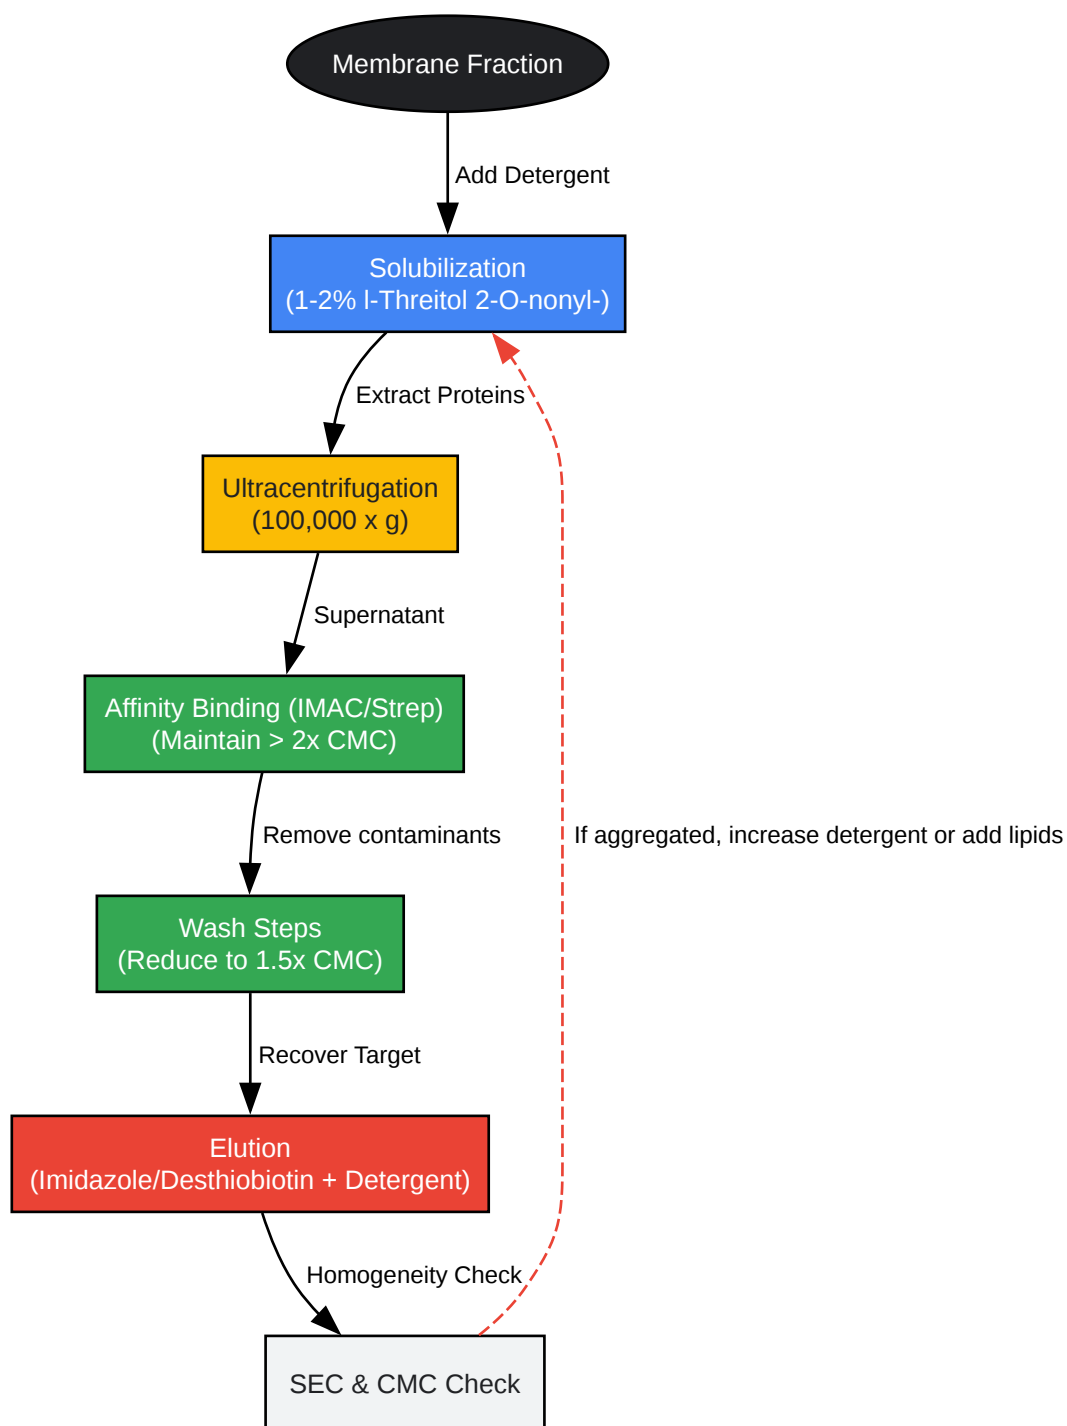 Membrane Fraction
Add Detergent
Solubilization
(1-2% l-Threitol 2-O-nonyl-)
Extract Proteins
Ultracentrifugation
(100,000 x g)
Supernatant
Affinity Binding (IMAC/Strep)
(Maintain > 2x CMC)
Remove contaminants
If aggregated, increase detergent or add lipids
Wash Steps
(Reduce to 1.5x CMC)
Recover Target
Elution
(Imidazole/Desthiobiotin + Detergent)
Homogeneity Check
SEC & CMC Check